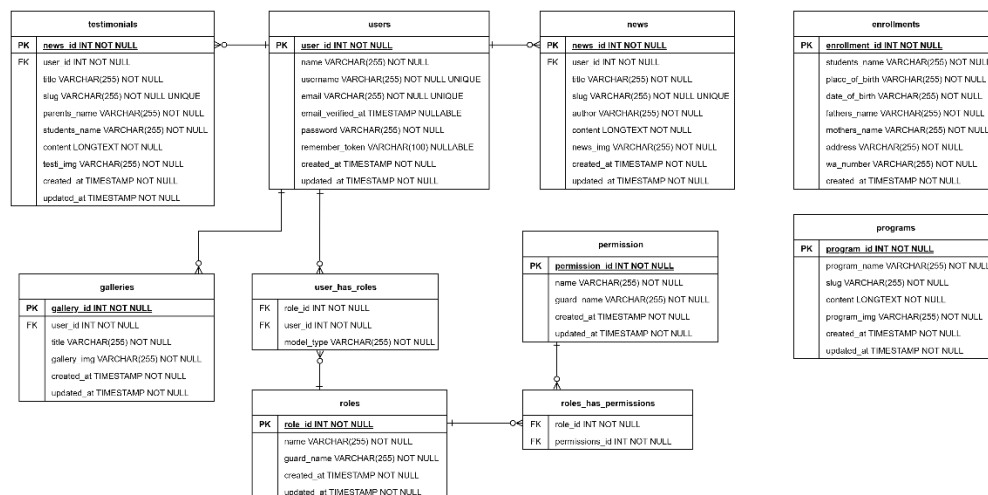 testimonials
PK news_id INT NOT NULL
FK user_id INT NOT NULL
title VARCHAR(255) NOT NULL
slug VARCHAR(255) NOT NULL UNIQUE
parents_name VARCHAR(255) NOT NULL
students_name VARCHAR(255) NOT NULL
content LONGTEXT NOT NULL
testi_img VARCHAR(255) NOT NULL
created_at TIMESTAMP NOT NULL
updated_at TIMESTAMP NOT NULL
users
PK user_id INT NOT NULL
name VARCHAR(255) NOT NULL
username VARCHAR(255) NOT NULL UNIQUE
email VARCHAR(255) NOT NULL UNIQUE
email_verified_at TIMESTAMP NULLABLE
password VARCHAR(255) NOT NULL
remember_token VARCHAR(100) NULLABLE
created_at TIMESTAMP NOT NULL
updated_at TIMESTAMP NOT NULL
news
PK news_id INT NOT NULL
FK user_id INT NOT NULL
title VARCHAR(255) NOT NULL
slug VARCHAR(255) NOT NULL UNIQUE
author VARCHAR(255) NOT NULL
content LONGTEXT NOT NULL
news_img VARCHAR(255) NOT NULL
created_at TIMESTAMP NOT NULL
updated_at TIMESTAMP NOT NULL
enrollments
PK enrollment_id INT NOT NULL
students_name VARCHAR(255) NOT NULL
place_of_birth VARCHAR(255) NOT NULL
date_of_birth VARCHAR(255) NOT NULL
fathers_name VARCHAR(255) NOT NULL
mothers_name VARCHAR(255) NOT NULL
address VARCHAR(255) NOT NULL
wa_number VARCHAR(255) NOT NULL
created_at TIMESTAMP NOT NULL
galleries
PK gallery_id INT NOT NULL
FK user_id INT NOT NULL
title VARCHAR(255) NOT NULL
gallery_img VARCHAR(255) NOT NULL
created_at TIMESTAMP NOT NULL
updated_at TIMESTAMP NOT NULL
user_has_roles
FK role_id INT NOT NULL
FK user_id INT NOT NULL
model_type VARCHAR(255) NOT NULL
permission
PK permission_id INT NOT NULL
name VARCHAR(255) NOT NULL
guard_name VARCHAR(255) NOT NULL
created_at TIMESTAMP NOT NULL
updated_at TIMESTAMP NOT NULL
programs
PK program_id INT NOT NULL
program_name VARCHAR(255) NOT NULL
slug VARCHAR(255) NOT NULL
content LONGTEXT NOT NULL
program_img VARCHAR(255) NOT NULL
created_at TIMESTAMP NOT NULL
updated_at TIMESTAMP NOT NULL
roles
PK role_id INT NOT NULL
name VARCHAR(255) NOT NULL
guard_name VARCHAR(255) NOT NULL
created_at TIMESTAMP NOT NULL
updated_at TIMESTAMP NOT NULL
roles_has_permissions
FK role_id INT NOT NULL
FK permissions_id INT NOT NULL